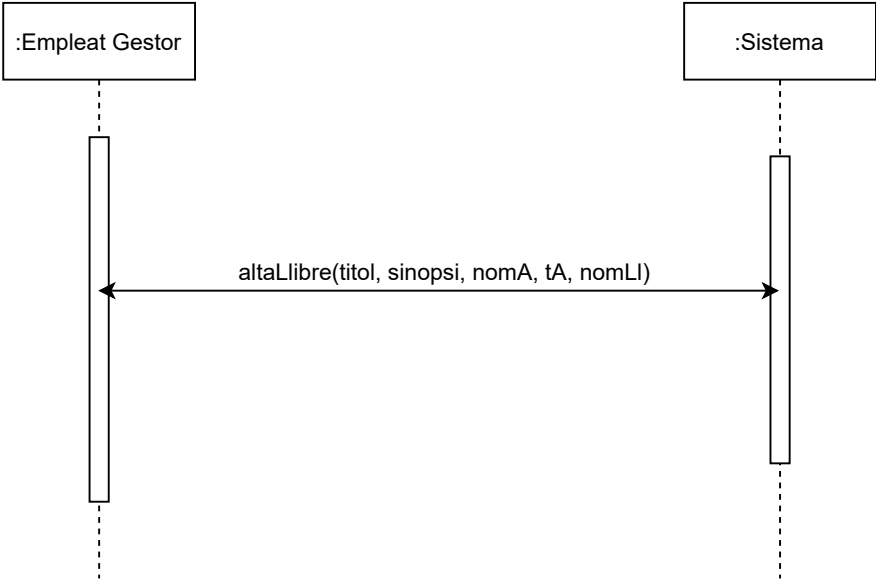 :Empleat Gestor
:Sistema
altaLlibre(titol, sinopsi, nomA, tA, nomLl)